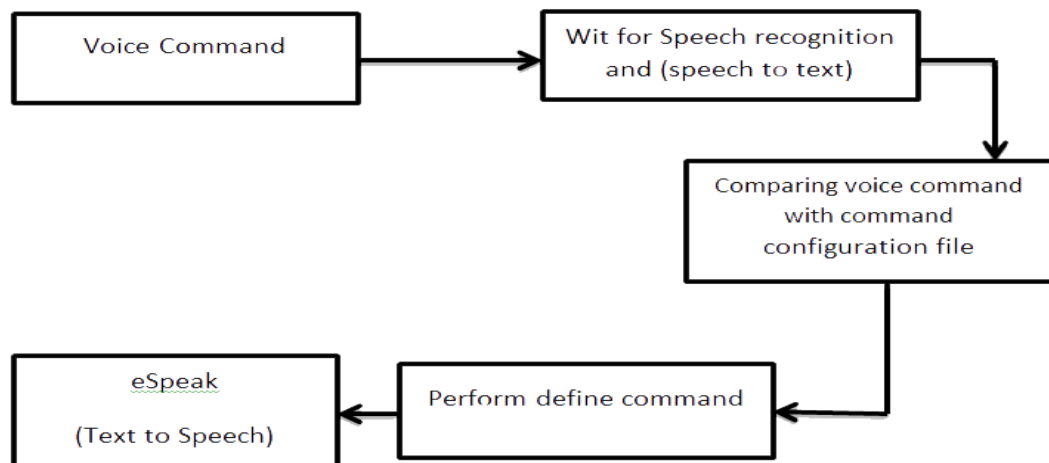 Voice Command
Wit for Speech recognition
and (speech to text)
Comparing voice command
with command
configuration file
Perform define command
eSpeak
(Text to Speech)